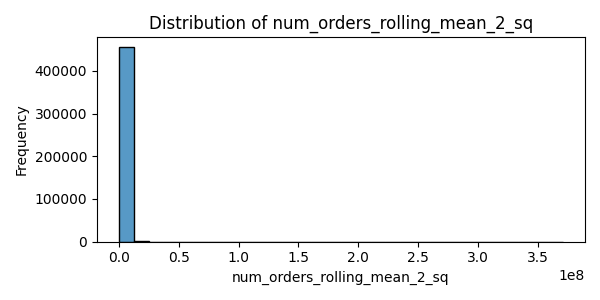 Distribution of num_orders_rolling_mean_2_sq
Frequency
400000
300000
200000
100000
0
0.0 0.5 1.0 1.5 2.0 2.5 3.0 3.5
1e8
num_orders_rolling_mean_2_sq